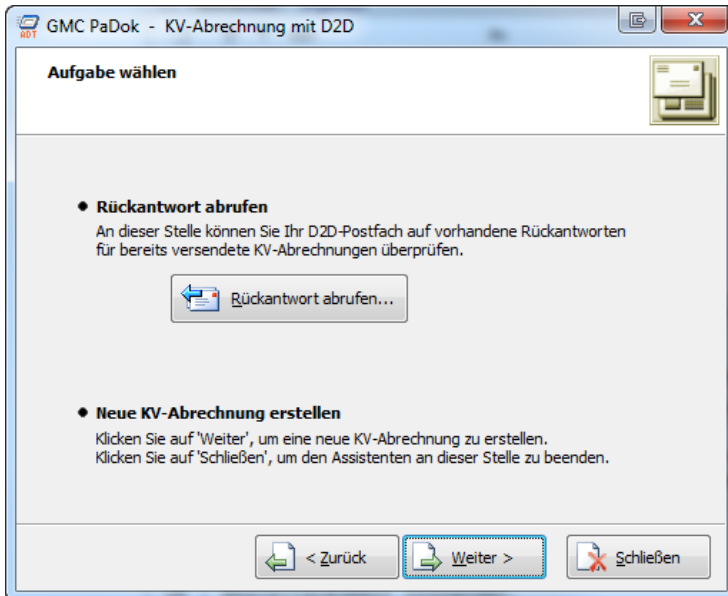 ADT
GMC PaDok - KV-Abrechnung mit D2D
Aufgabe wählen
Rückantwort abrufen
An dieser Stelle können Sie Ihr D2D-Postfach auf vorhandene Rückantworten
für bereits versendete KV-Abrechnungen überprüfen.
Rückantwort abrufen...
Neue KV-Abrechnung erstellen
Klicken Sie auf 'Weiter', um eine neue KV-Abrechnung zu erstellen.
Klicken Sie auf 'Schließen', um den Assistenten an dieser Stelle zu beenden.
< Zurück
Weiter >
Schließen